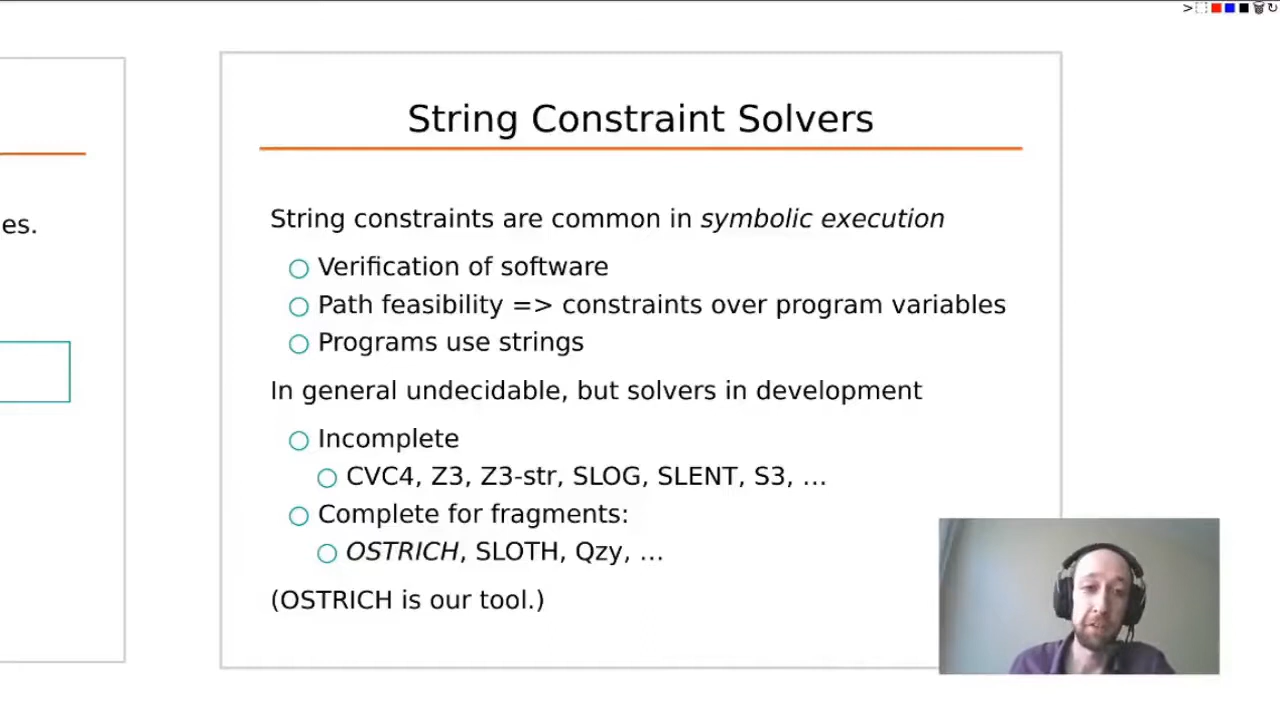 String Constraint Solvers
es.
String constraints are common in symbolic execution
Verification of software
Path feasibility => constraints over program variables
Programs use strings
In general undecidable, but solvers in development
Incomplete
CVC4, Z3, Z3-str, SLOG, SLENT, S3, ...
Complete for fragments:
OSTRICH, SLOTH, Qzy, ...
(OSTRICH is our tool.)